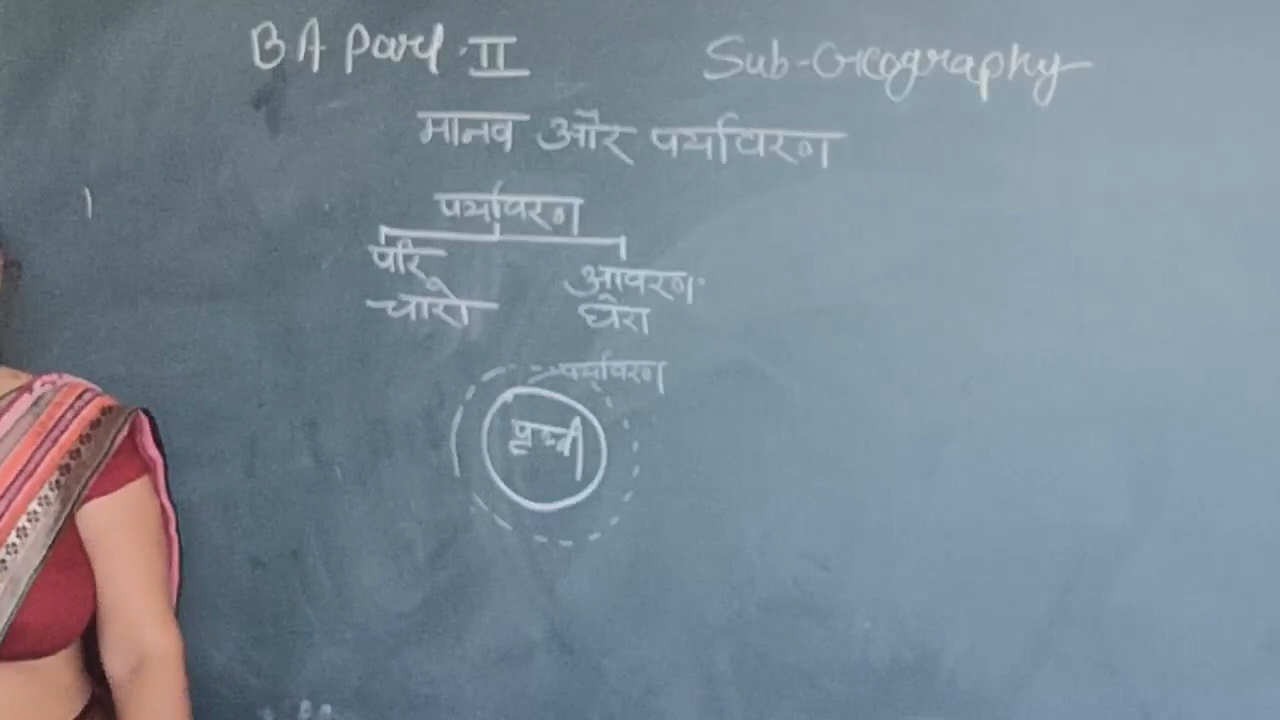 BA Part-II Sub-Geography
मानव और पर्यावरण
पर्यावरण
परि आवरण
चारो घेरा
पर्यावरण
पृथ्वी